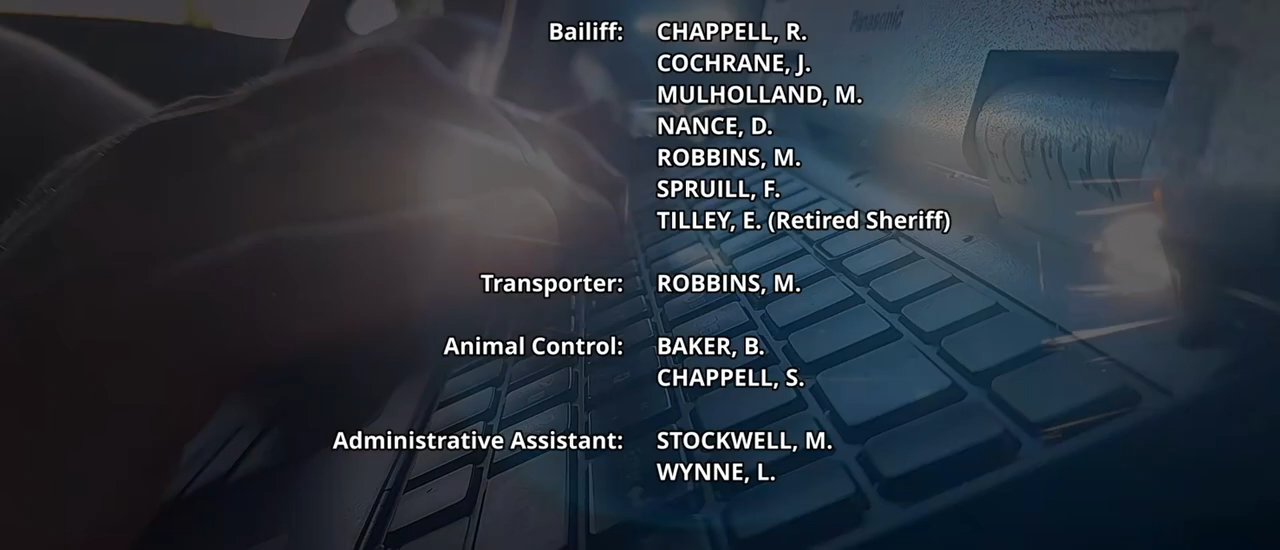 Panasonic
Bailiff: CHAPPELL, R.
COCHRANE, J.
MULHOLLAND, M.
NANCE, D.
ROBBINS, M.
SPRUILL, F.
TILLEY, E. (Retired Sheriff)
Transporter: ROBBINS, M.
Animal Control: BAKER, B.
CHAPPELL, S.
Administrative Assistant: STOCKWELL, M.
WYNNE, L.